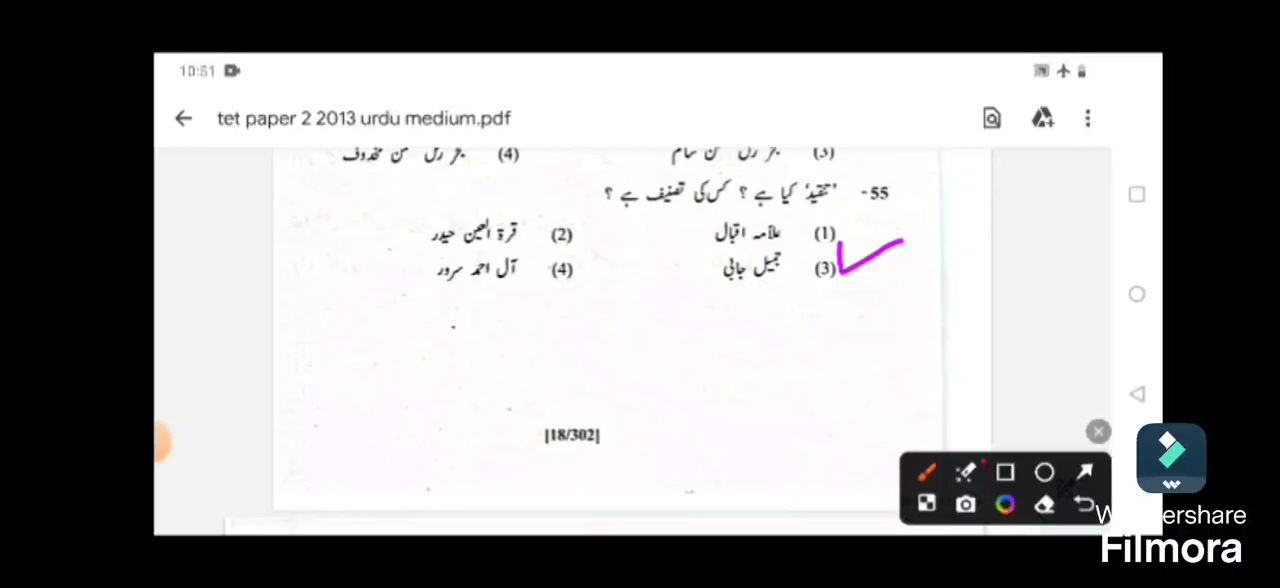 10:51
tet paper 2 2013 urdu medium.pdf
(3) بحر رمل مثمن سالم (4) بحر رمل مثمن محذوف
55- 'تنقید' کیا ہے ؟ کس کی تصنیف ہے ؟
(1) علامہ اقبال (2) قرۃ العین حیدر
(3) جمیل جالبی (4) آل احمد سرور
[18/302]
Filmora